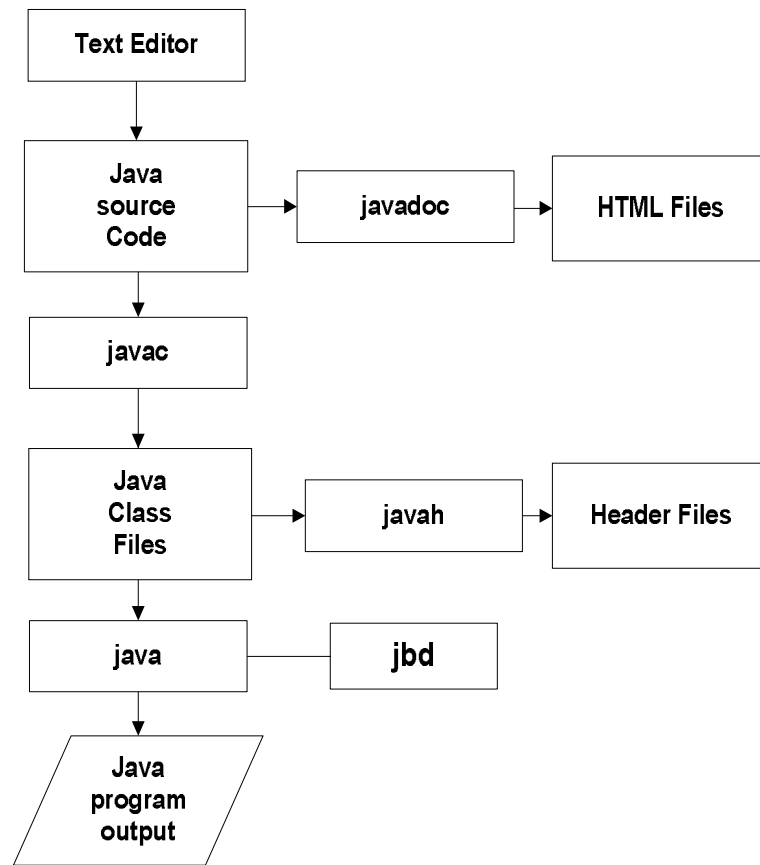 Text Editor
Java
source
Code
javadoc
HTML Files
javac
Java
Class
Files
javah
Header Files
java
jbd
Java
program
output